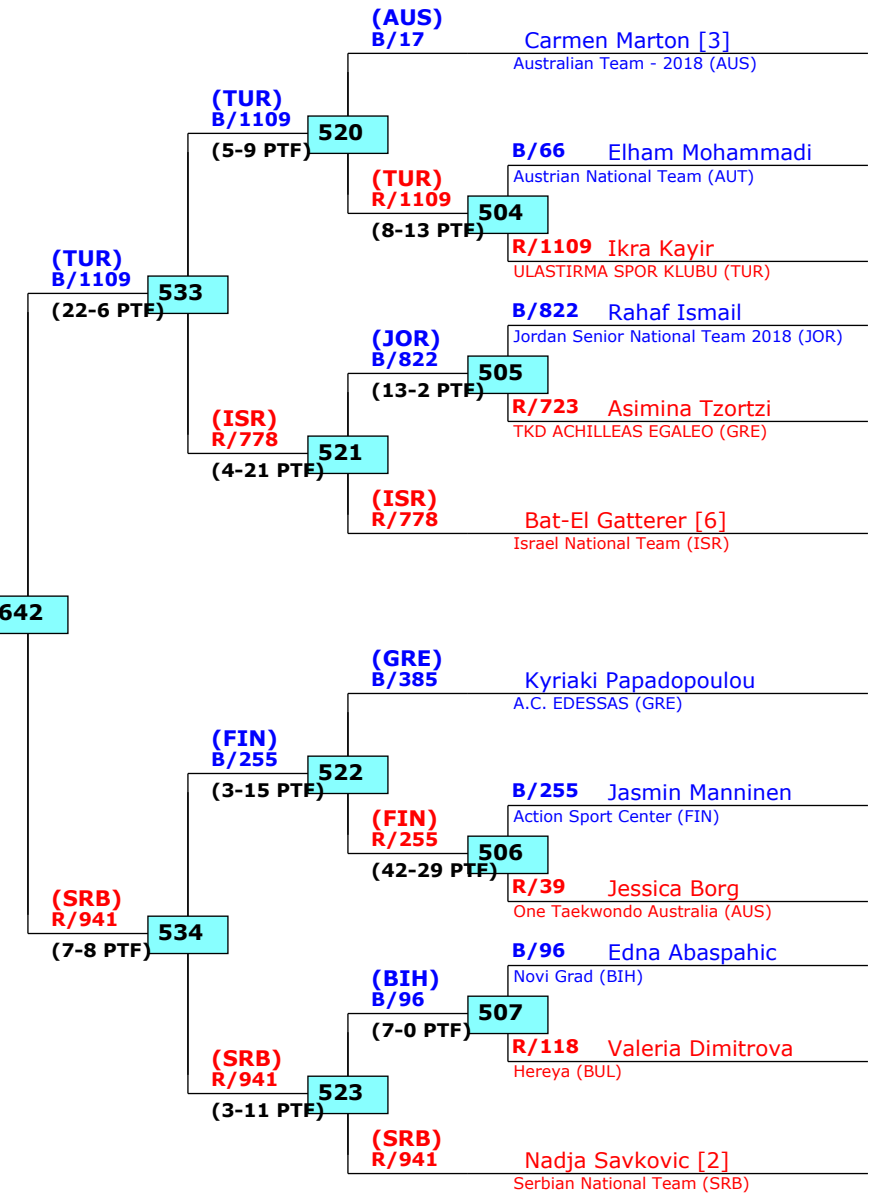 (AUS)
B/17
Carmen Marton [3]
Australian Team - 2018 (AUS)
(TUR)
B/1109
520
(5-9 PTF)
B/66 Elham Mohammadi
Austrian National Team (AUT)
(TUR)
R/1109
504
(8-13 PTF)
R/1109 Ikra Kayir
ULASTIRMA SPOR KLUBU (TUR)
(TUR)
B/1109
533
(22-6 PTF)
B/822 Rahaf Ismail
Jordan Senior National Team 2018 (JOR)
(JOR)
B/822
505
(13-2 PTF)
R/723 Asimina Tzortzi
TKD ACHILLEAS EGALEO (GRE)
(ISR)
R/778
521
(4-21 PTF)
(ISR)
R/778
Bat-El Gatterer [6]
Israel National Team (ISR)
642
(GRE)
B/385
Kyriaki Papadopoulou
A.C. EDESSAS (GRE)
(FIN)
B/255
522
(3-15 PTF)
B/255 Jasmin Manninen
Action Sport Center (FIN)
(FIN)
R/255
506
(42-29 PTF)
R/39 Jessica Borg
One Taekwondo Australia (AUS)
(SRB)
R/941
534
(7-8 PTF)
B/96 Edna Abaspahic
Novi Grad (BIH)
(BIH)
B/96
507
(7-0 PTF)
R/118 Valeria Dimitrova
Hereya (BUL)
(SRB)
R/941
523
(3-11 PTF)
(SRB)
R/941
Nadja Savkovic [2]
Serbian National Team (SRB)